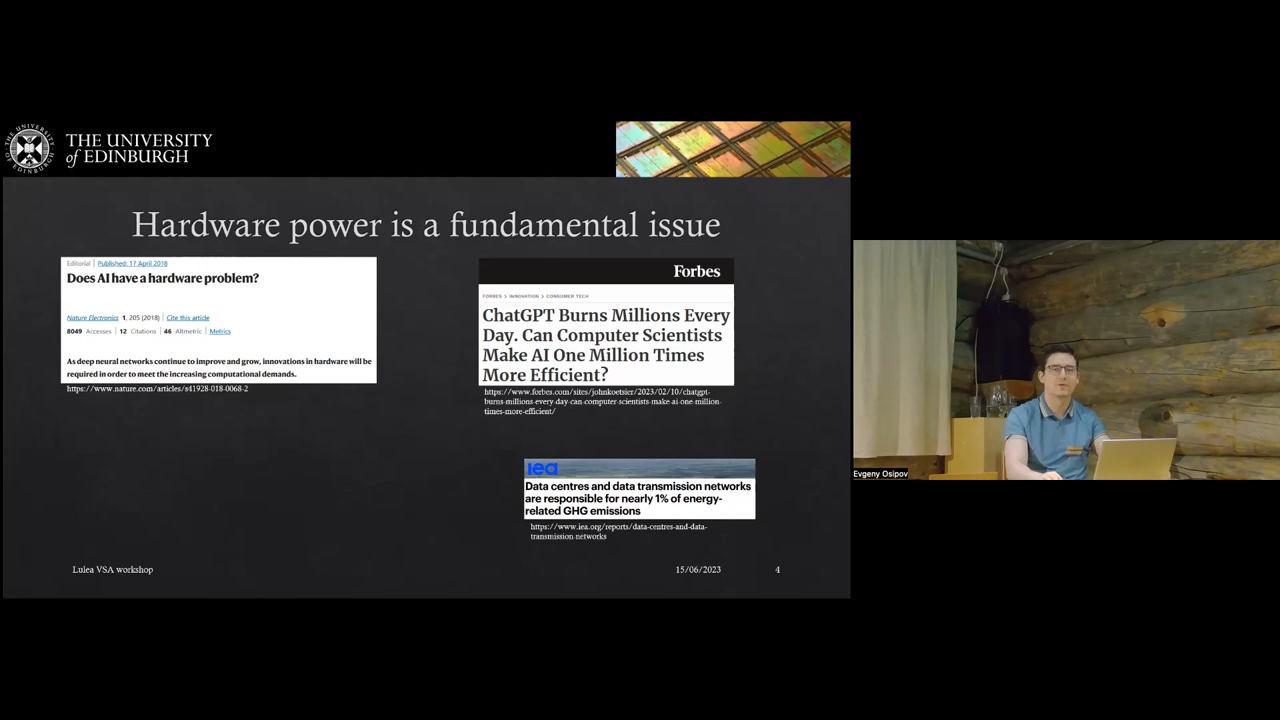 THE UNIVERSITY
of EDINBURGH
Hardware power is a fundamental issue
Editorial | Published: 17 April 2018
Does AI have a hardware problem?
Nature Electronics 1, 205 (2018) | Cite this article
8049 Accesses | 12 Citations | 46 Altmetric | Metrics
As deep neural networks continue to improve and grow, innovations in hardware will be
required in order to meet the increasing computational demands.
https://www.nature.com/articles/s41928-018-0068-2
Forbes
FORBES > INNOVATION > CONSUMER TECH
ChatGPT Burns Millions Every
Day. Can Computer Scientists
Make AI One Million Times
More Efficient?
https://www.forbes.com/sites/johnkoetsier/2023/02/10/chatgpt-
burns-millions-every-day-can-computer-scientists-make-ai-one-million-
times-more-efficient/
iea
Data centres and data transmission networks
are responsible for nearly 1% of energy-
related GHG emissions
https://www.iea.org/reports/data-centres-and-data-
transmission-networks
Lulea VSA workshop
15/06/2023
4
Evgeny Osipov